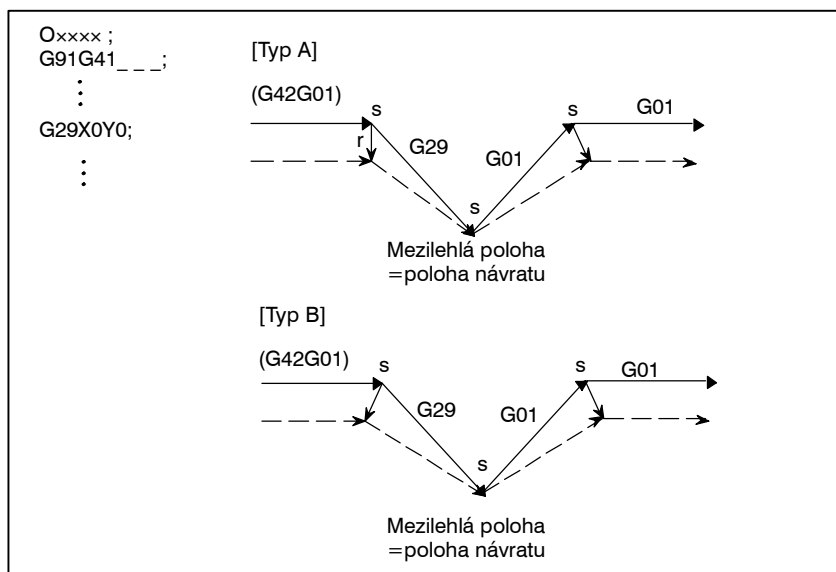 O×××× ;
G91G41_ _ _;
G29X0Y0;
[Typ A]
(G42G01)
s
s
G01
r
G29
G01
s
Mezilehlá poloha
=poloha návratu
[Typ B]
(G42G01)
s
s
G01
G29
G01
s
Mezilehlá poloha
=poloha návratu